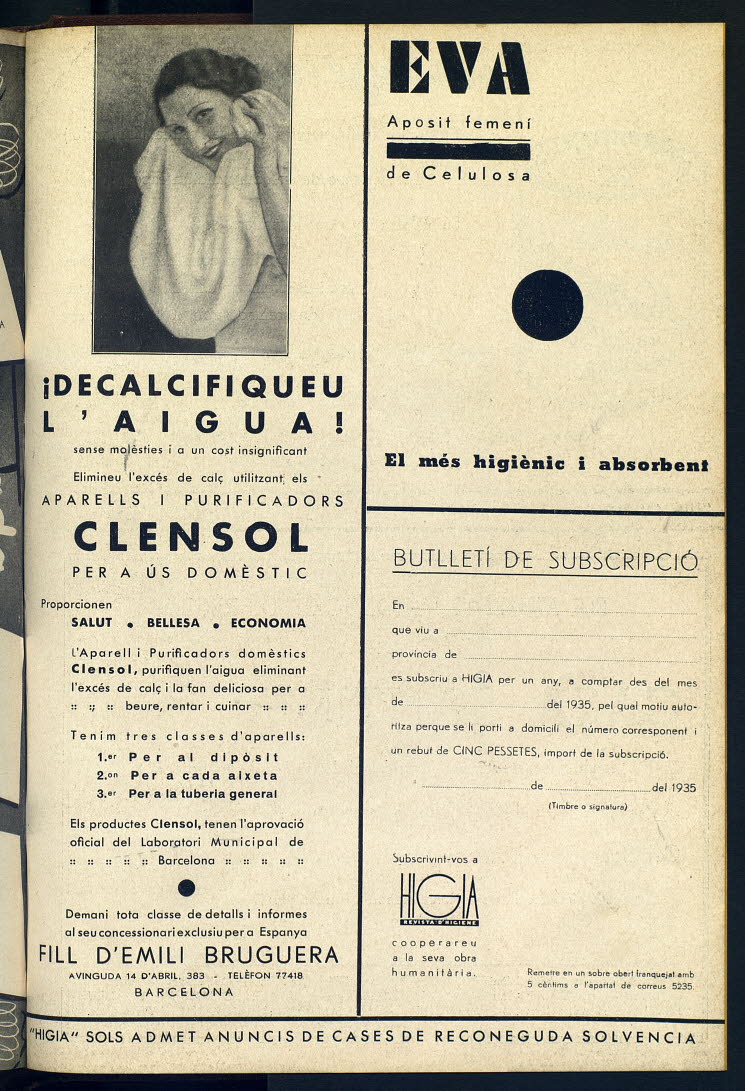 ¡DECALCIFIQUEU
L'AIGUA!
sense molèsties i a un cost insignificant
Elimineu l'excés de calç utilitzant els
APARELLS I PURIFICADORS
CLENSOL
PER A ÚS DOMÈSTIC
Proporcionen
SALUT . BELLESA . ECONOMIA
L'Aparell i Purificadors domèstics
Clensol, purifiquen l'aigua eliminant
l'excés de calç i la fan deliciosa per a
:: :: :: beure, rentar i cuinar :: :: ::
Tenim tres classes d'aparells:
1.er Per al dipòsit
2.on Per a cada aixeta
3.er Per a la tuberia general
Els productes Clensol, tenen l'aprovació
oficial del Laboratori Municipal de
:: :: :: :: :: Barcelona :: :: :: :: ::
Demani tota classe de detalls i informes
al seu concessionari exclusiu per a Espanya
FILL D'EMILI BRUGUERA
AVINGUDA 14 D'ABRIL, 383 - TELÈFON 77418
BARCELONA
EVA
Aposit femení
de Celulosa
El més higiènic i absorbent
BUTLLETÍ DE SUBSCRIPCIÓ
En
que viu a
província de
es subscriu a HIGIA per un any, a comptar des del mes
de del 1935, pel qual motiu auto-
ritza perque se li porti a domicili el número corresponent i
un rebut de CINC PESSETES, import de la subscripció.
de del 1935
(Timbre o signatura)
Subscrivint-vos a
HIGIA
REVISTA D'HIGIENE
cooperareu
a la seva obra
humanitària.
Remetre en un sobre obert franquejat amb
5 cèntims a l'apartat de correus 5235.
"HIGIA" SOLS ADMET ANUNCIS DE CASES DE RECONEGUDA SOLVENCIA